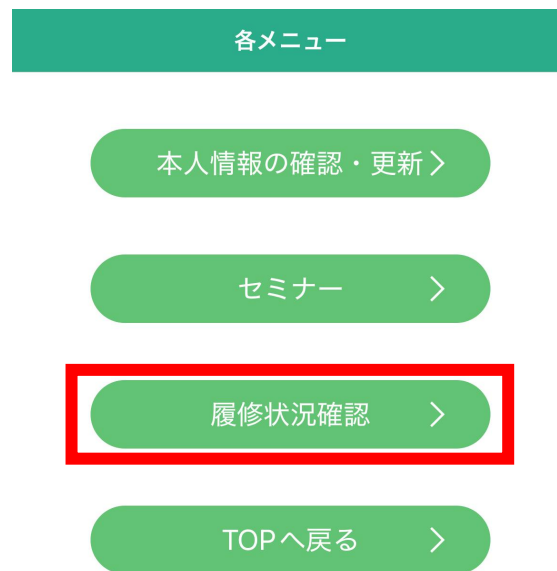 各メニュー
本人情報の確認・更新
セミナー
履修状況確認
TOPへ戻る